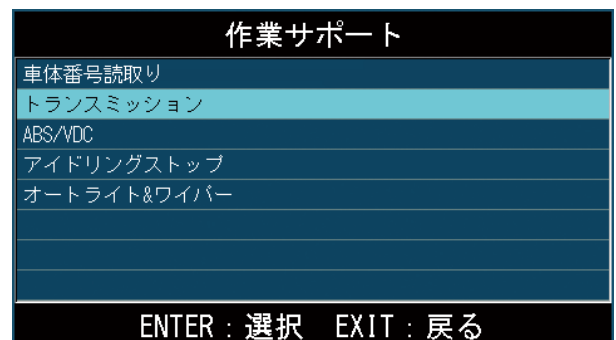 作業サポート
車体番号読取り
トランスミッション
ABS/VDC
アイドリングストップ
オートライト&ワイパー
ENTER：選択　EXIT：戻る